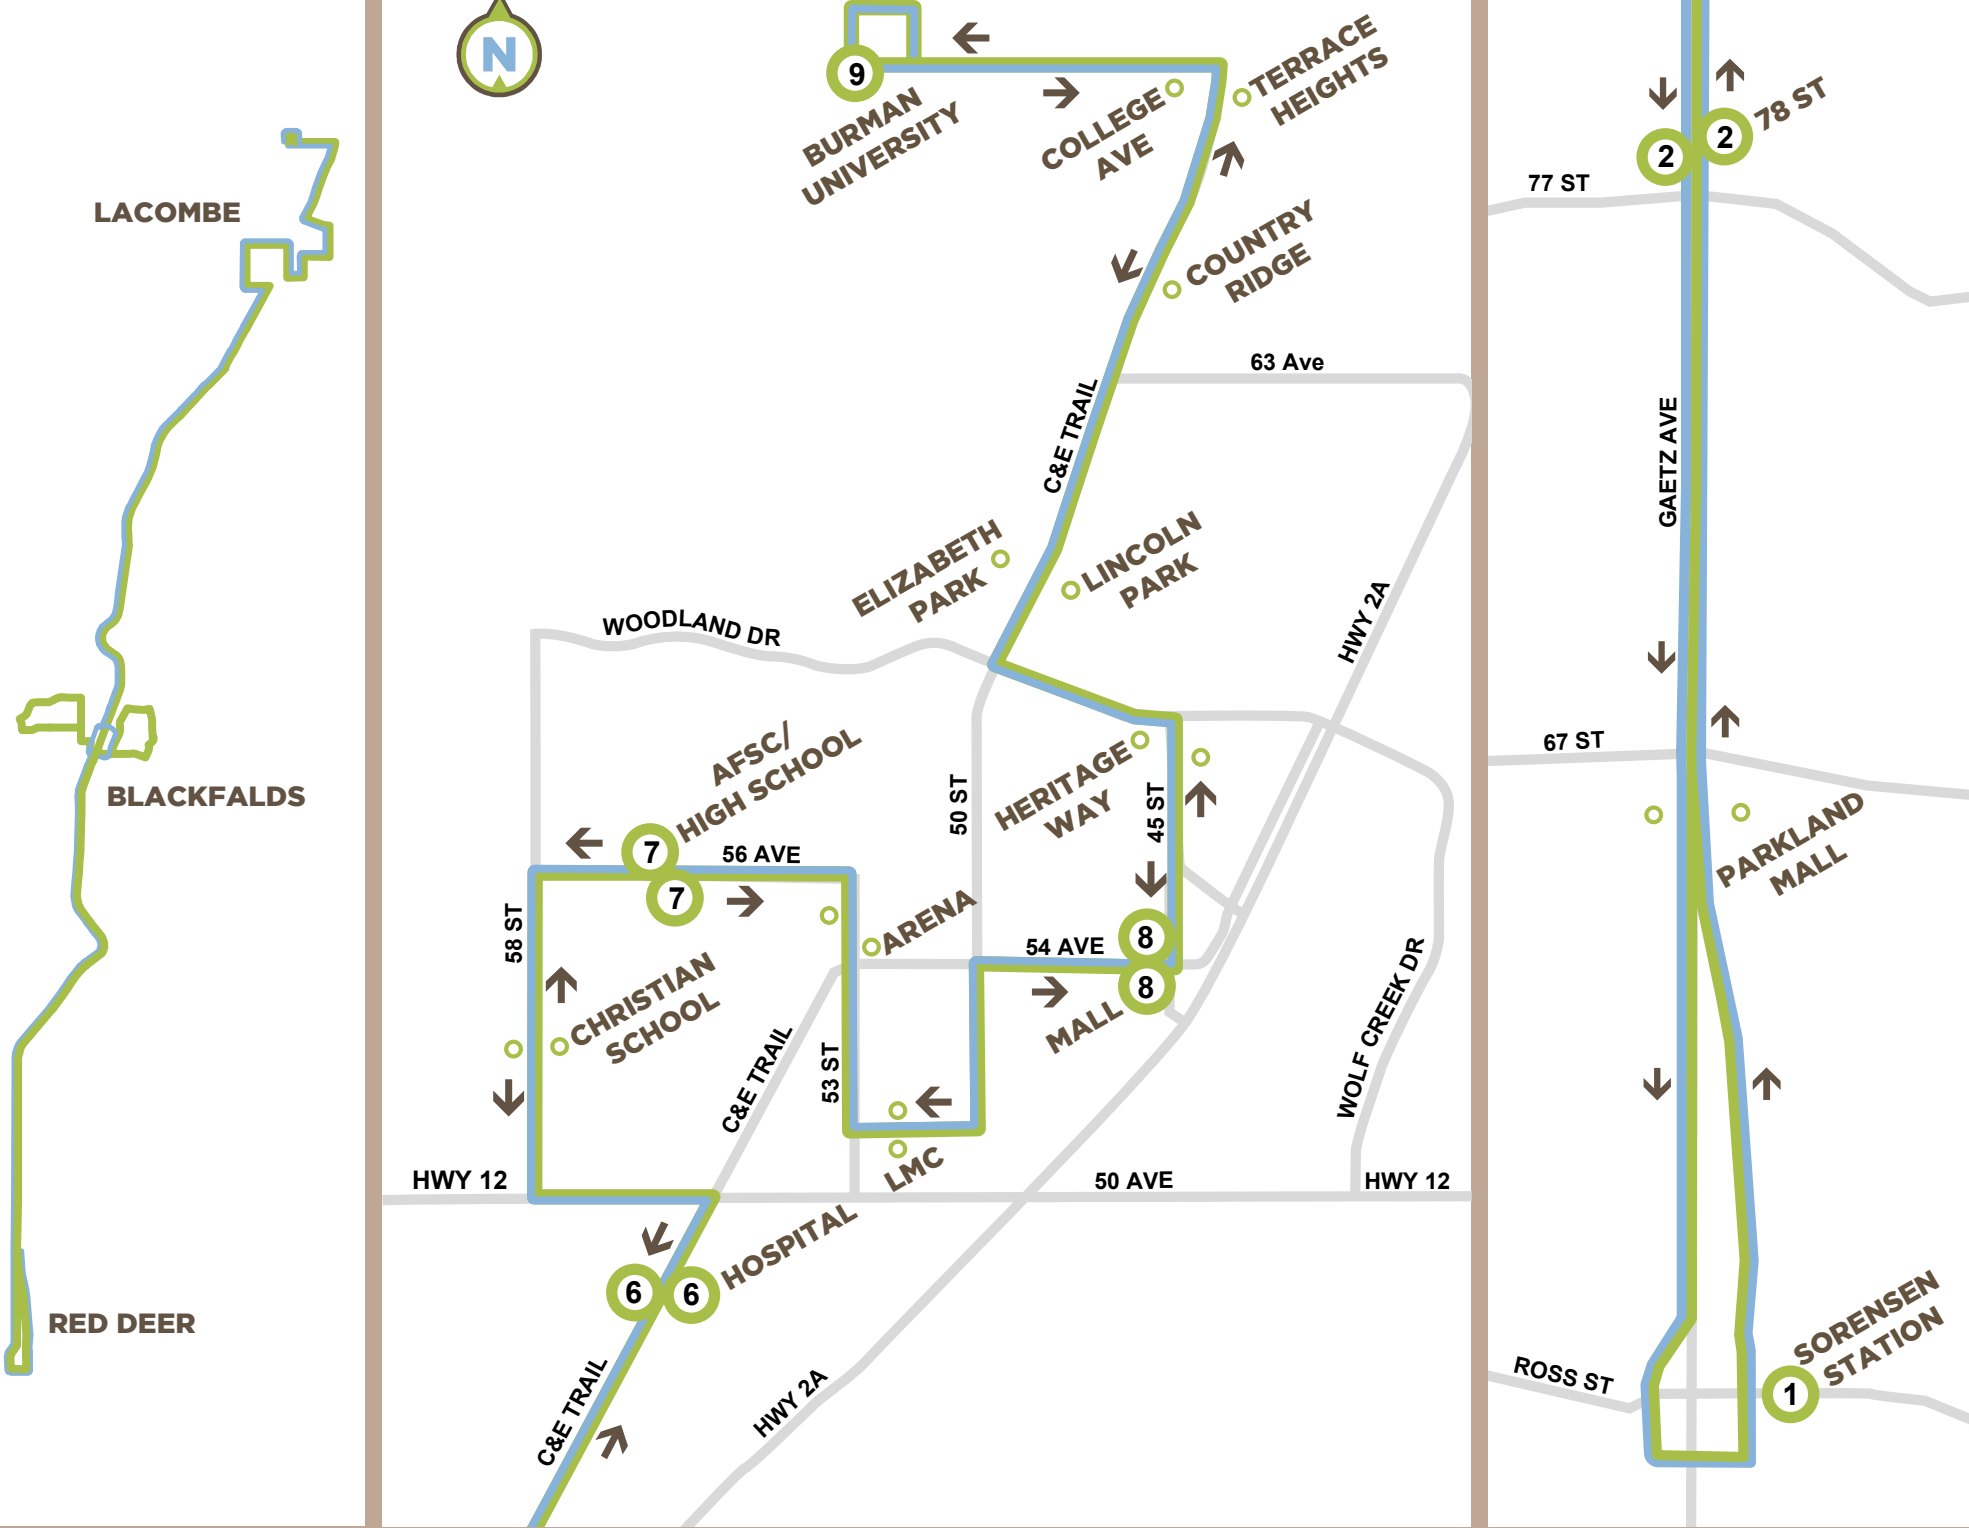 LACOMBE
BLACKFALDS
RED DEER
N
9
BURMAN
UNIVERSITY
COLLEGE
AVE
TERRACE
HEIGHTS
COUNTRY
RIDGE
63 Ave
C&E TRAIL
ELIZABETH
PARK
LINCOLN
PARK
HWY 2A
WOODLAND DR
AFSC/
HIGH SCHOOL
7
7
56 AVE
50 ST
HERITAGE
WAY
45 ST
58 ST
ARENA
54 AVE
8
8
MALL
CHRISTIAN
SCHOOL
C&E TRAIL
53 ST
LMC
WOLF CREEK DR
HWY 12
50 AVE
HWY 12
HOSPITAL
6
6
C&E TRAIL
HWY 2A
2
2
78 ST
77 ST
GAETZ AVE
67 ST
PARKLAND
MALL
SORENSEN
STATION
ROSS ST
1